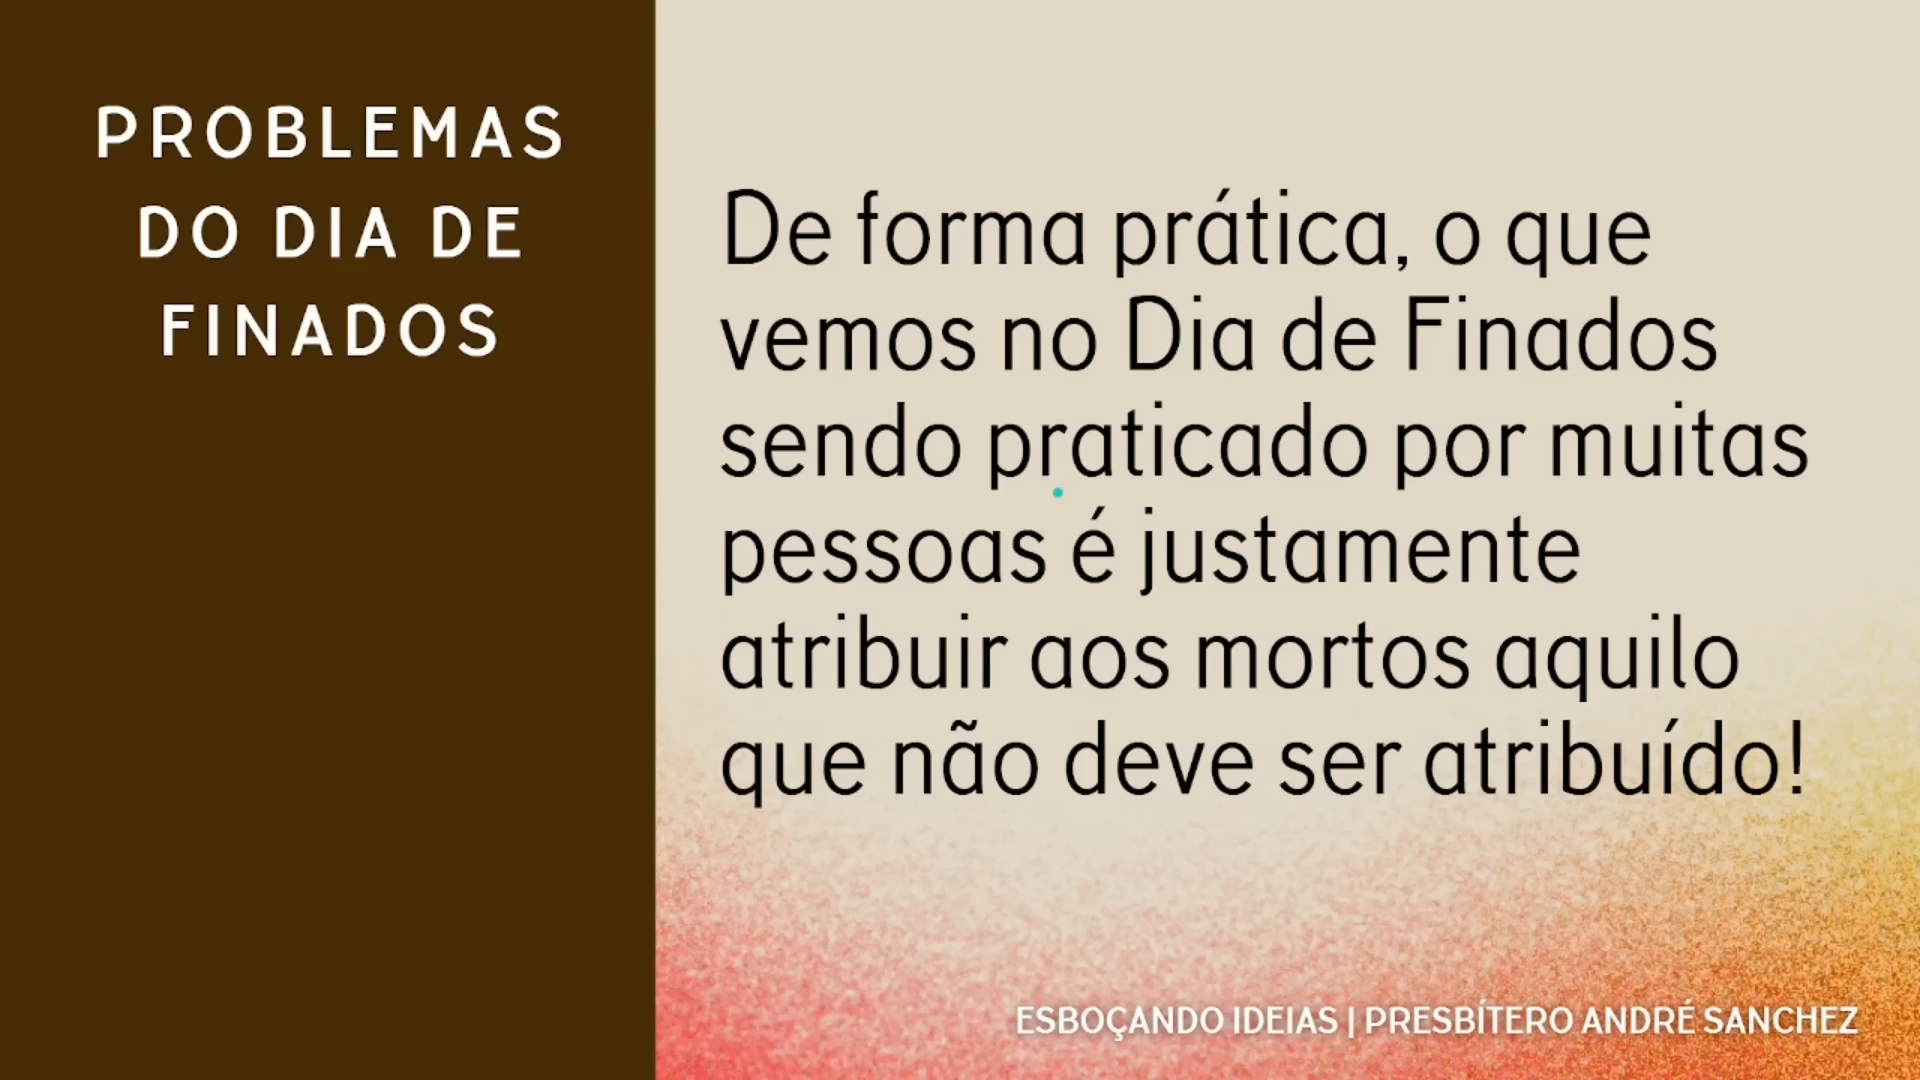 PROBLEMAS
DO DIA DE
FINADOS
De forma prática, o que
vemos no Dia de Finados
sendo praticado por muitas
pessoas é justamente
atribuir aos mortos aquilo
que não deve ser atribuído!
ESBOÇANDO IDEIAS | PRESBÍTERO ANDRÉ SANCHEZ